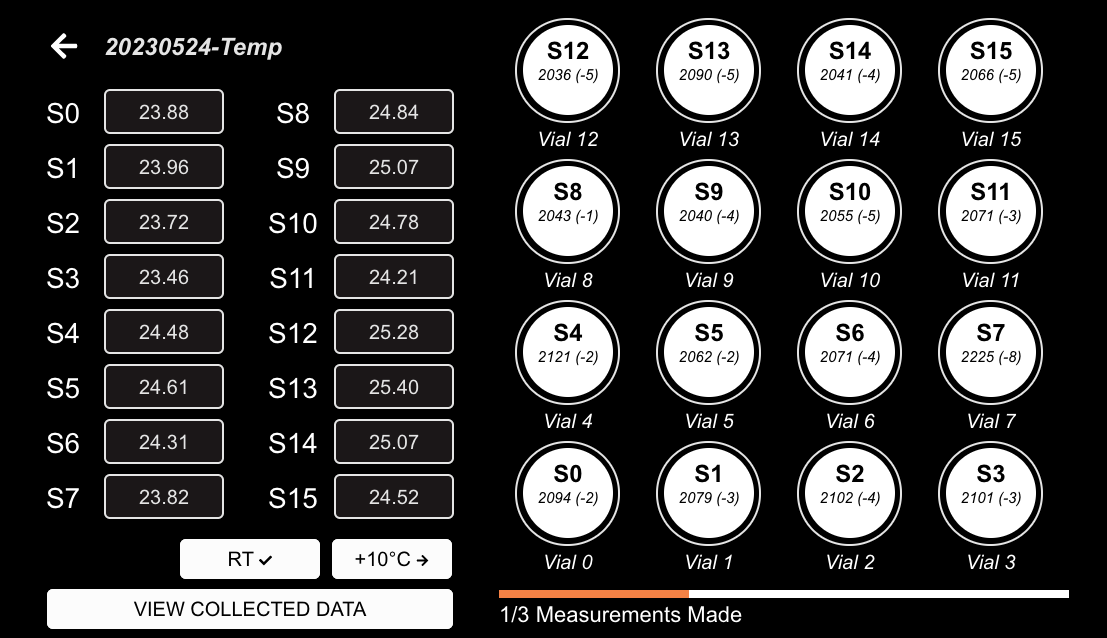 20230524-Temp
S0 23.88 S8 24.84
S1 23.96 S9 25.07
S2 23.72 S10 24.78
S3 23.46 S11 24.21
S4 24.48 S12 25.28
S5 24.61 S13 25.40
S6 24.31 S14 25.07
S7 23.82 S15 24.52
RT +10°C
VIEW COLLECTED DATA
S12 S13 S14 S15
2036 (-5) 2090 (-5) 2041 (-4) 2066 (-5)
Vial 12 Vial 13 Vial 14 Vial 15
S8 S9 S10 S11
2043 (-1) 2040 (-4) 2055 (-5) 2071 (-3)
Vial 8 Vial 9 Vial 10 Vial 11
S4 S5 S6 S7
2121 (-2) 2062 (-2) 2071 (-4) 2225 (-8)
Vial 4 Vial 5 Vial 6 Vial 7
S0 S1 S2 S3
2094 (-2) 2079 (-3) 2102 (-4) 2101 (-3)
Vial 0 Vial 1 Vial 2 Vial 3
1/3 Measurements Made